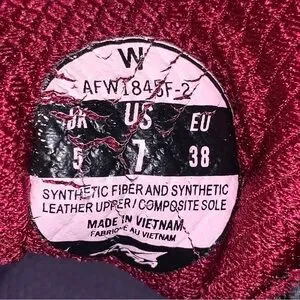 W
AFW1845F-2
UK US EU
5 7 38
SYNTHETIC FIBER AND SYNTHETIC
LEATHER UPPER / COMPOSITE SOLE
MADE IN VIETNAM
FABRIQUÉ AU VIETNAM